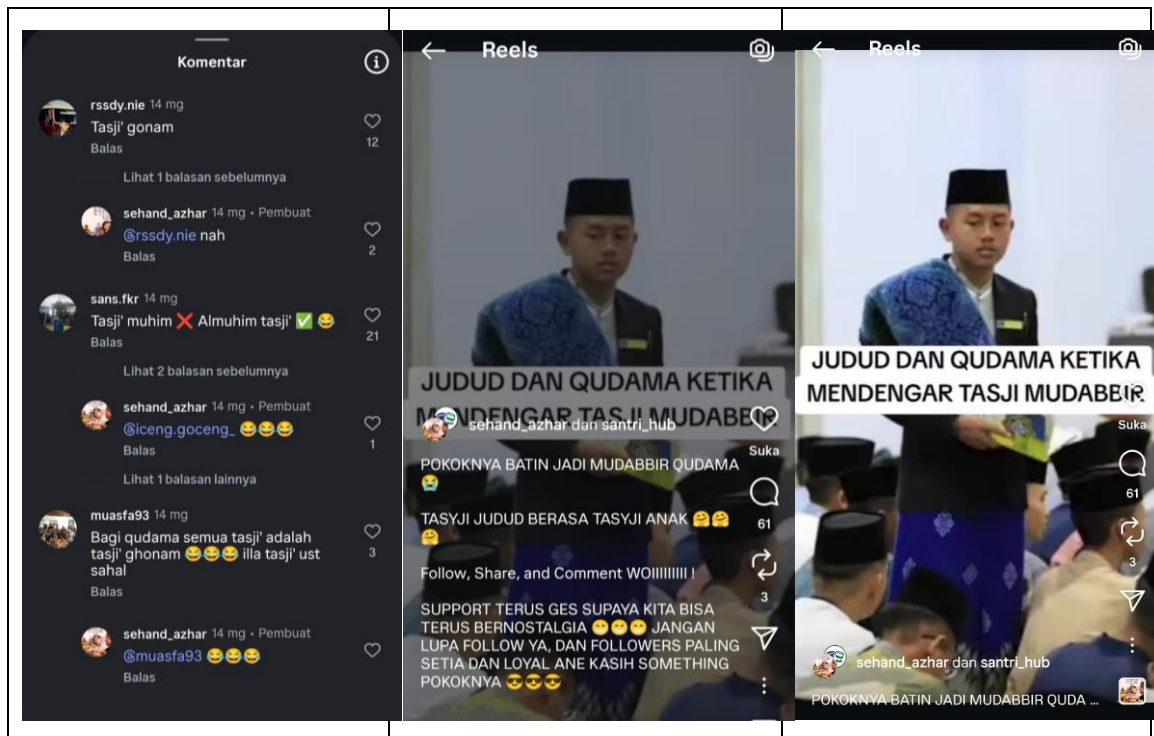 Komentar
rssdy.nie 14 mg
Tasji' gonam
12
Balas
Lihat 1 balasan sebelumnya
sehand_azhar 14 mg • Pembuat
@rssdy.nie nah
2
Balas
sans.fkr 14 mg
Tasji' muhim ❌ Almuhim tasji' ✅ 😂
21
Balas
Lihat 2 balasan sebelumnya
sehand_azhar 14 mg • Pembuat
@iceng.goceng_ 😂😂😂
1
Balas
Lihat 1 balasan lainnya
muasfa93 14 mg
Bagi qudama semua tasji' adalah
tasji' ghonam 😂😂😂 illa tasji' ust
sahal
3
Balas
sehand_azhar 14 mg • Pembuat
@muasfa93 😂😂😂
Balas
Reels
JUDUD DAN QUDAMA KETIKA
MENDENGAR TASJI MUDABBIR
sehand_azhar dan santri_hub
Suka
POKOKNYA BATIN JADI MUDABBIR QUDAMA
😭
61
TASYJI JUDUD BERASA TASYJI ANAK 🤗🤗
🤗
Follow, Share, and Comment WOIIIIIIIII !
3
SUPPORT TERUS GES SUPAYA KITA BISA
TERUS BERNOSTALGIA 😁😁😁 JANGAN
LUPA FOLLOW YA, DAN FOLLOWERS PALING
SETIA DAN LOYAL ANE KASIH SOMETHING
POKOKNYA 😎😎😎
Reels
JUDUD DAN QUDAMA KETIKA
MENDENGAR TASJI MUDABBIR
Suka
61
3
sehand_azhar dan santri_hub
POKOKNYA BATIN JADI MUDABBIR QUDA ...